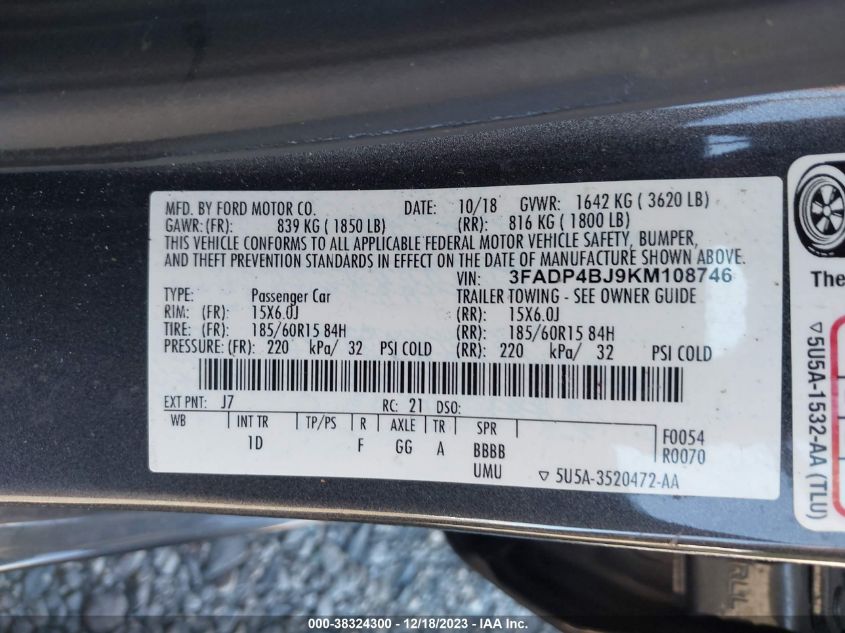 MFD. BY FORD MOTOR CO. DATE: 10/18 GVWR: 1642 KG ( 3620 LB)
GAWR:(FR): 839 KG ( 1850 LB) (RR): 816 KG ( 1800 LB)
THIS VEHICLE CONFORMS TO ALL APPLICABLE FEDERAL MOTOR VEHICLE SAFETY, BUMPER,
AND THEFT PREVENTION STANDARDS IN EFFECT ON THE DATE OF MANUFACTURE SHOWN ABOVE.
VIN: 3FADP4BJ9KM108746
TYPE: Passenger Car TRAILER TOWING - SEE OWNER GUIDE
RIM: (FR): 15X6.0J (RR): 15X6.0J
TIRE: (FR): 185/60R15 84H (RR): 185/60R15 84H
PRESSURE: (FR): 220 kPa/ 32 PSI COLD (RR): 220 kPa/ 32 PSI COLD
EXT PNT: J7 RC: 21 DSO:
WB INT TR TP/PS R AXLE TR SPR
1D F GG A BBBB F0054
UMU R0070
▽ 5U5A-3520472-AA
The
▽5U5A-1532-AA (TLU)
000-38324300 - 12/18/2023 - IAA Inc.